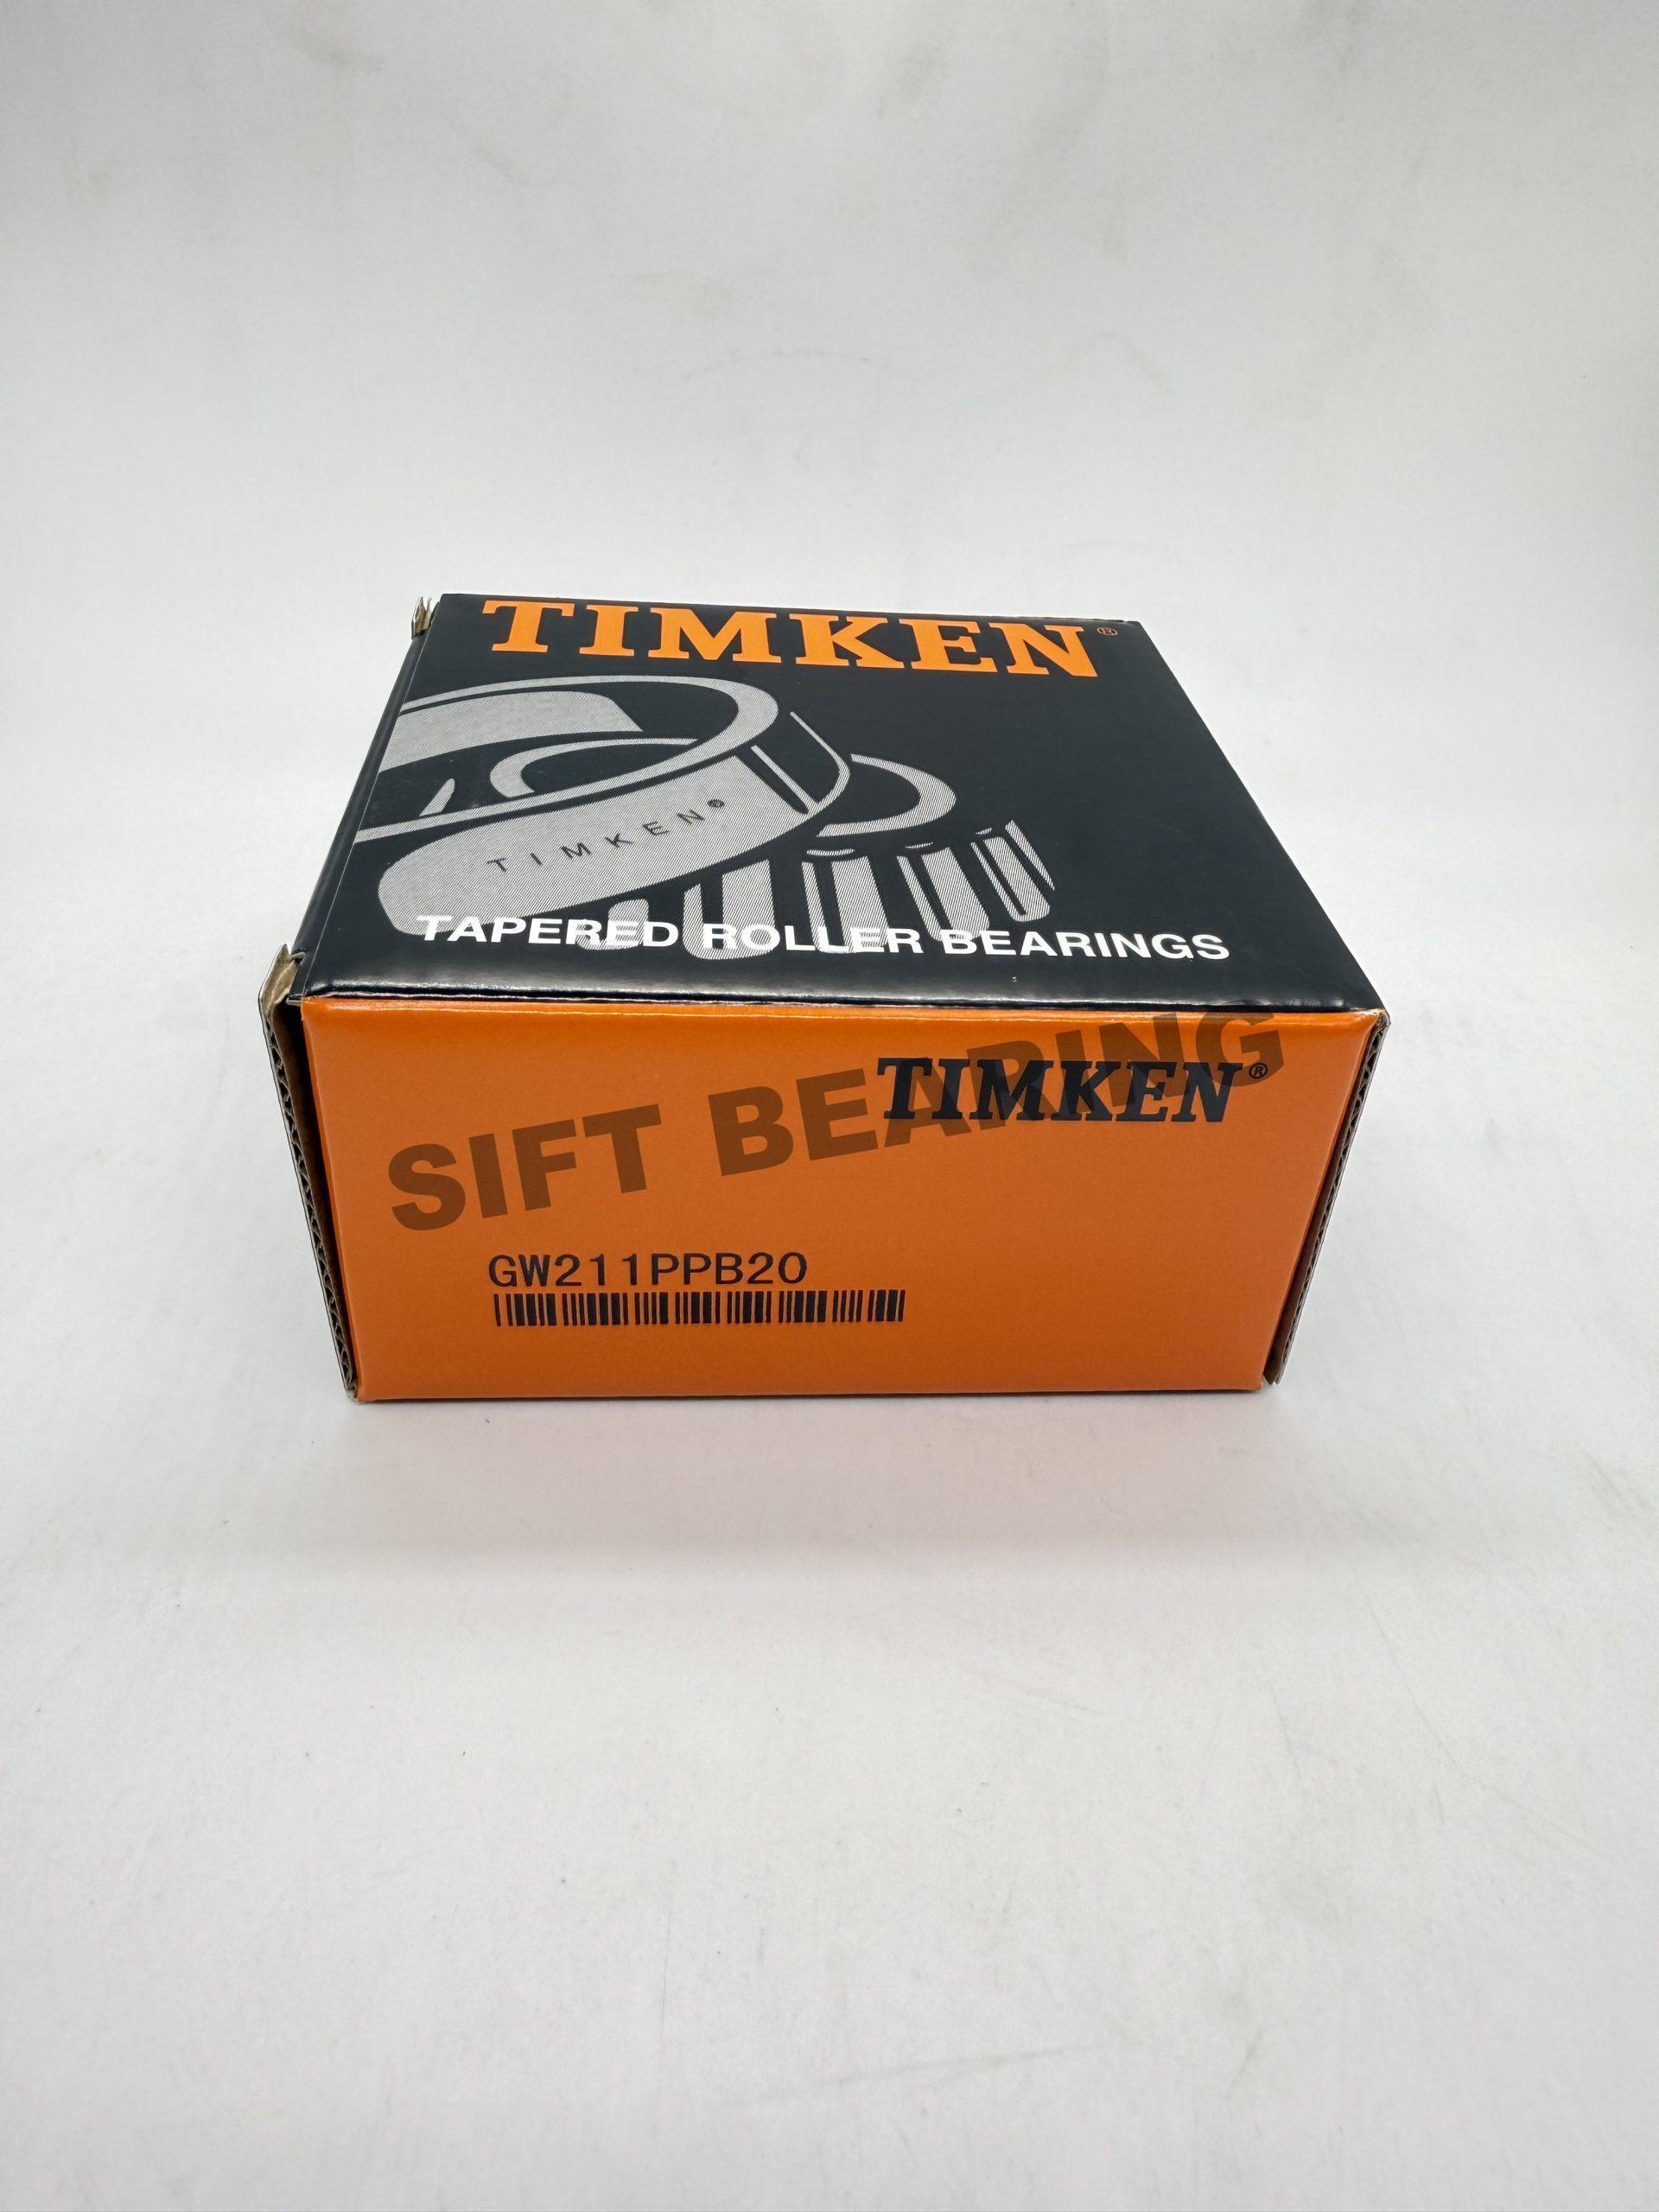 TIMKEN®
TIMKEN®
TAPERED ROLLER BEARINGS
TIMKEN®
SIFT BEARING
GW211PPB20